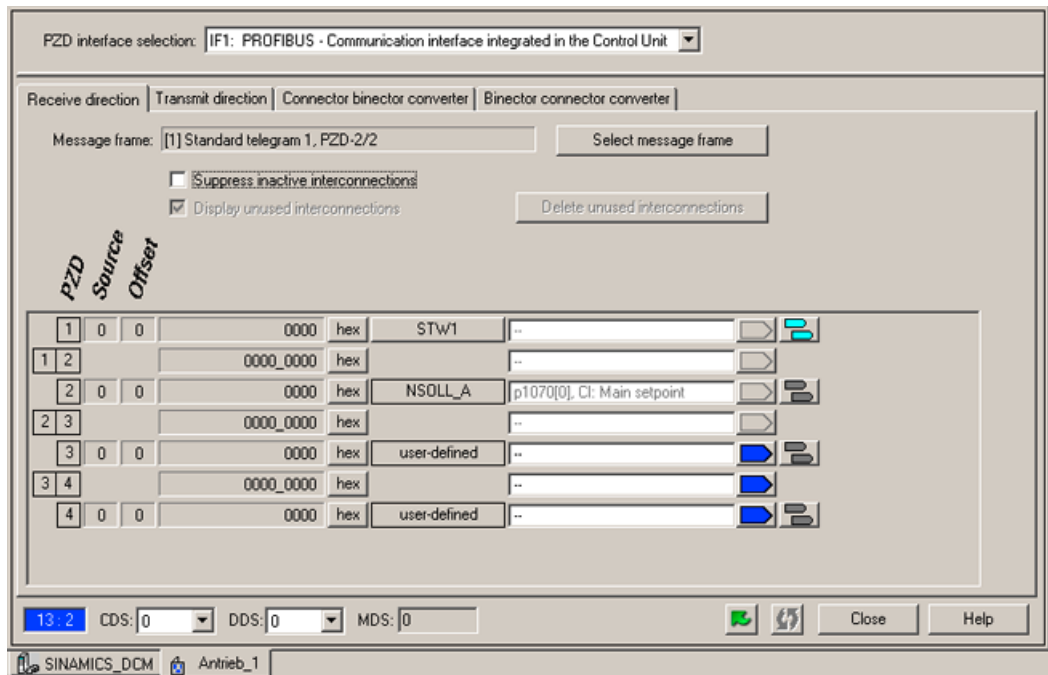 PZD interface selection: IF1: PROFIBUS - Communication interface integrated in the Control Unit
Receive direction Transmit direction Connector binector converter Binector connector converter
Message frame: [1] Standard telegram 1, PZD-2/2 Select message frame
Suppress inactive interconnections
Display unused interconnections Delete unused interconnections
PZD Source Offset
1 0 0 0000 hex STW1 --
1 2 0000_0000 hex --
2 0 0 0000 hex NSOLL_A p1070[0], CI: Main setpoint
2 3 0000_0000 hex --
3 0 0 0000 hex user-defined --
3 4 0000_0000 hex --
4 0 0 0000 hex user-defined --
13 : 2 CDS: 0 DDS: 0 MDS: 0 Close Help
SINAMICS_DCM Antrieb_1